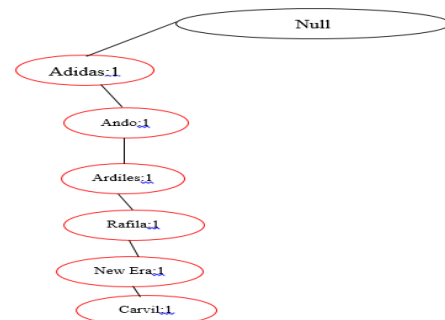 Null
Adidas:1
Ando:1
Ardiles:1
Rafila:1
New Era:1
Carvil:1